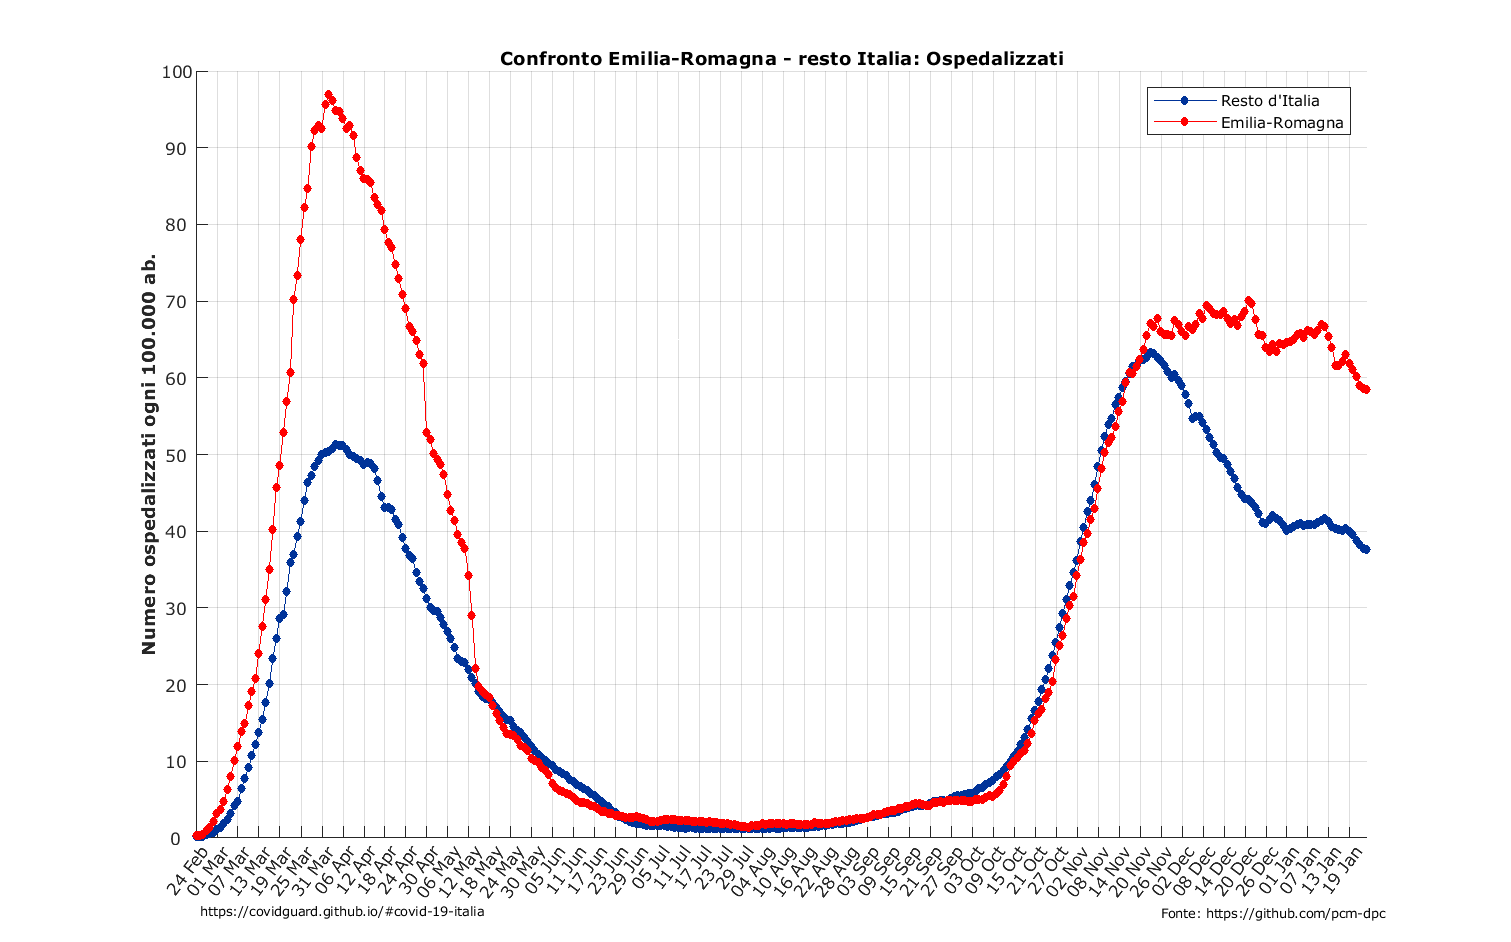 Confronto Emilia-Romagna - resto Italia: Ospedalizzati
Numero ospedalizzati ogni 100.000 ab.
100
90
80
70
60
50
40
30
20
10
0
Resto d'Italia
Emilia-Romagna
24 Feb
01 Mar
07 Mar
13 Mar
19 Mar
25 Mar
31 Mar
06 Apr
12 Apr
18 Apr
24 Apr
30 Apr
06 May
12 May
18 May
24 May
30 May
05 Jun
11 Jun
17 Jun
23 Jun
29 Jun
05 Jul
11 Jul
17 Jul
23 Jul
29 Jul
04 Aug
10 Aug
16 Aug
22 Aug
28 Aug
03 Sep
09 Sep
15 Sep
21 Sep
27 Sep
03 Oct
09 Oct
15 Oct
21 Oct
27 Oct
02 Nov
08 Nov
14 Nov
20 Nov
26 Nov
02 Dec
08 Dec
14 Dec
20 Dec
26 Dec
01 Jan
07 Jan
13 Jan
19 Jan
https://covidguard.github.io/#covid-19-italia
Fonte: https://github.com/pcm-dpc